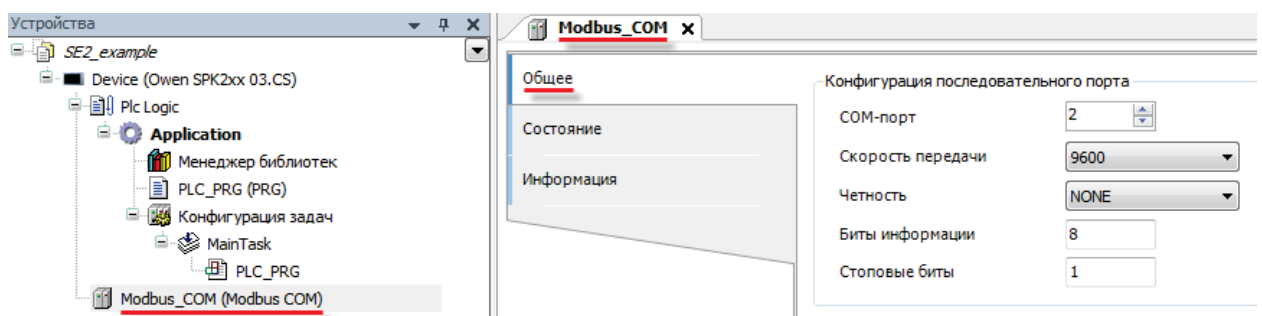 Устройства
SE2_example
Device (Owen SPK2xx 03.CS)
Plc Logic
Application
Менеджер библиотек
PLC_PRG (PRG)
Конфигурация задач
MainTask
PLC_PRG
Modbus_COM (Modbus COM)
Modbus_COM
Общее
Состояние
Информация
Конфигурация последовательного порта
COM-порт 2
Скорость передачи 9600
Четность NONE
Биты информации 8
Стоповые биты 1